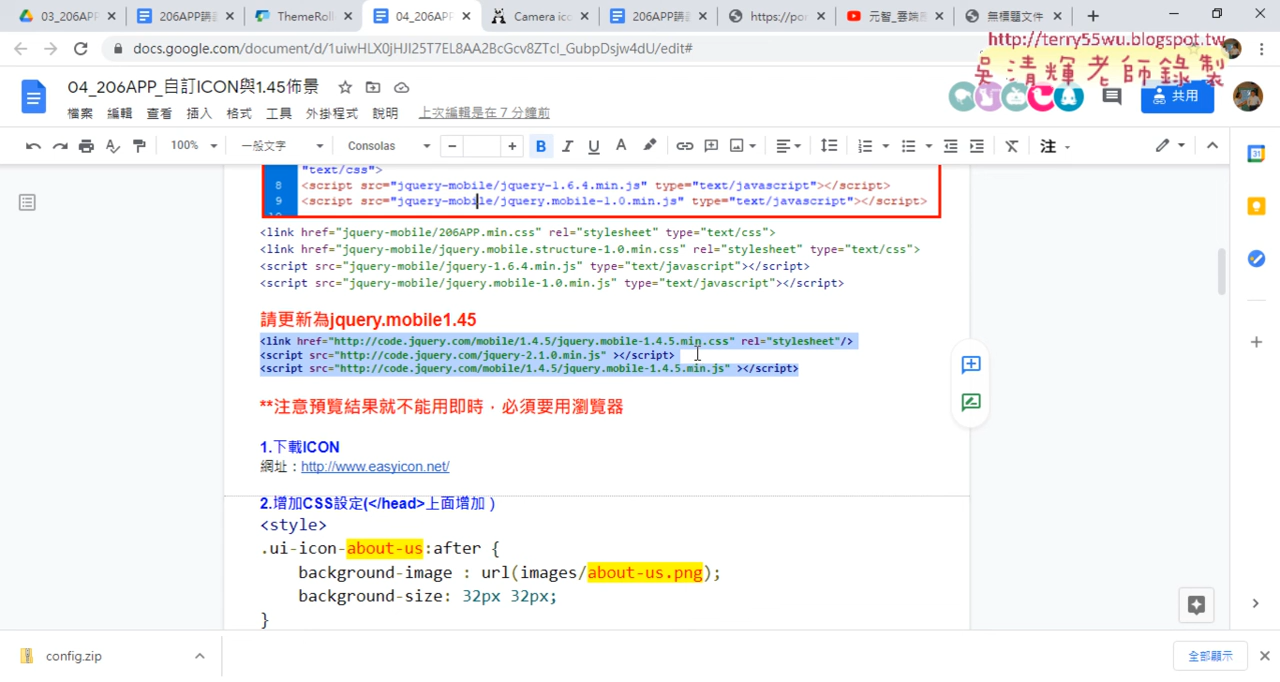 03_206APP
206APP講
ThemeRoll
04_206APP
Camera ico
206APP講
https://por
元智_雲端
無標題文件
docs.google.com/document/d/1uiwHLX0jHJI25T7EL8AA2BcGcv8ZTcI_GubpDsjw4dU/edit#
http://terry55wu.blogspot.tw
吳清輝老師錄製
04_206APP_自訂ICON與1.45佈景
檔案 編輯 查看 插入 格式 工具 外掛程式 說明 上次編輯是在 7 分鐘前
共用
100% 一般文字 Consolas B I U A 注
"text/css">
8 <script src="jquery-mobile/jquery-1.6.4.min.js" type="text/javascript"></script>
9 <script src="jquery-mobile/jquery.mobile-1.0.min.js" type="text/javascript"></script>
<link href="jquery-mobile/206APP.min.css" rel="stylesheet" type="text/css">
<link href="jquery-mobile/jquery.mobile.structure-1.0.min.css" rel="stylesheet" type="text/css">
<script src="jquery-mobile/jquery-1.6.4.min.js" type="text/javascript"></script>
<script src="jquery-mobile/jquery.mobile-1.0.min.js" type="text/javascript"></script>
請更新為jquery.mobile1.45
<link href="http://code.jquery.com/mobile/1.4.5/jquery.mobile-1.4.5.min.css" rel="stylesheet"/>
<script src="http://code.jquery.com/jquery-2.1.0.min.js" ></script>
<script src="http://code.jquery.com/mobile/1.4.5/jquery.mobile-1.4.5.min.js" ></script>
**注意預覽結果就不能用即時，必須要用瀏覽器
1.下載ICON
網址：http://www.easyicon.net/
2.增加CSS設定(</head>上面增加）
<style>
.ui-icon-about-us:after {
background-image : url(images/about-us.png);
background-size: 32px 32px;
}
config.zip
全部顯示